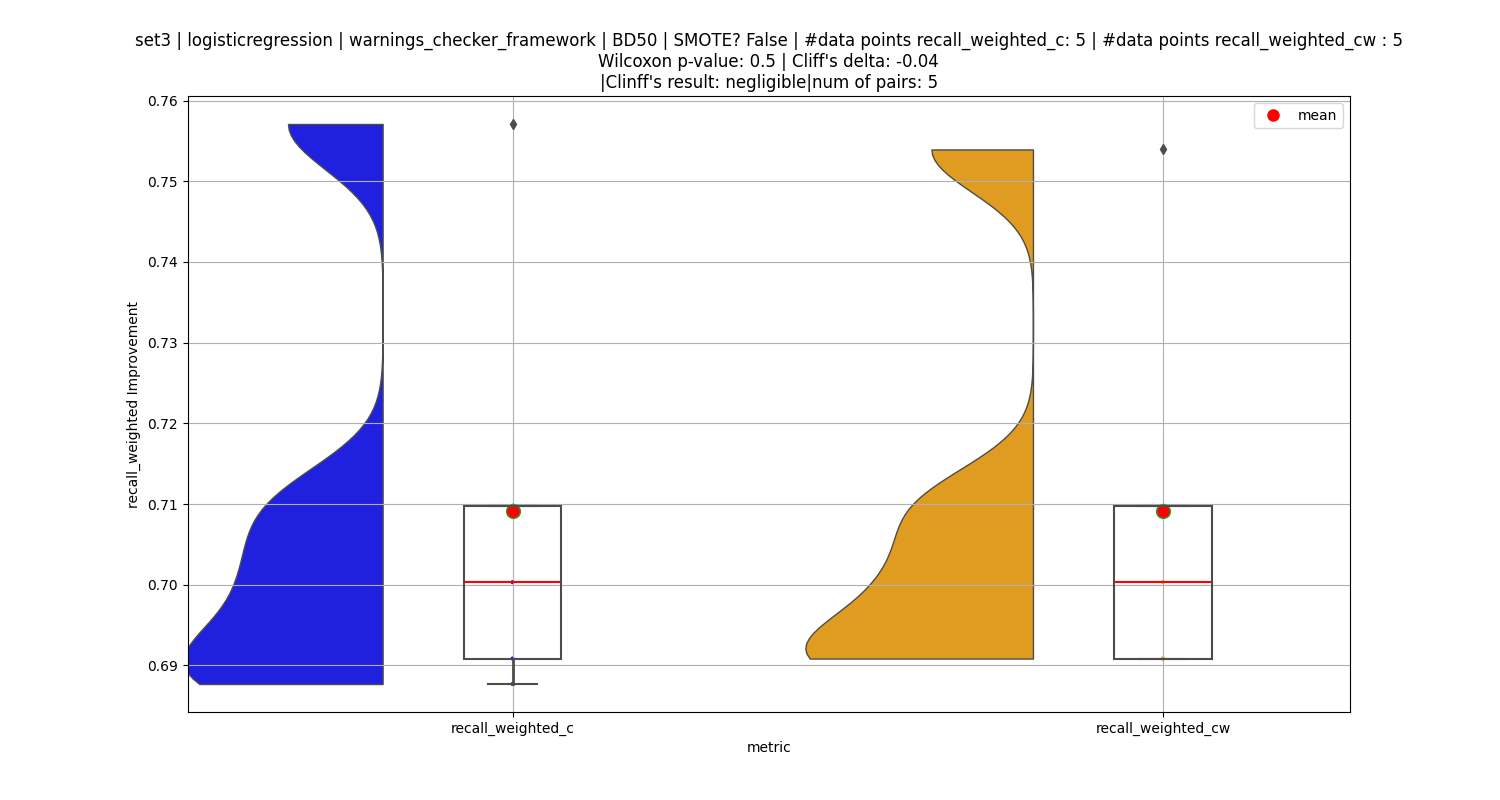 set3 | logisticregression | warnings_checker_framework | BD50 | SMOTE? False | #data points recall_weighted_c: 5 | #data points recall_weighted_cw : 5
Wilcoxon p-value: 0.5 | Cliff's delta: -0.04
|Clinff's result: negligible|num of pairs: 5
mean
0.76
0.75
0.74
0.73
0.72
0.71
0.70
0.69
recall_weighted Improvement
recall_weighted_c
recall_weighted_cw
metric